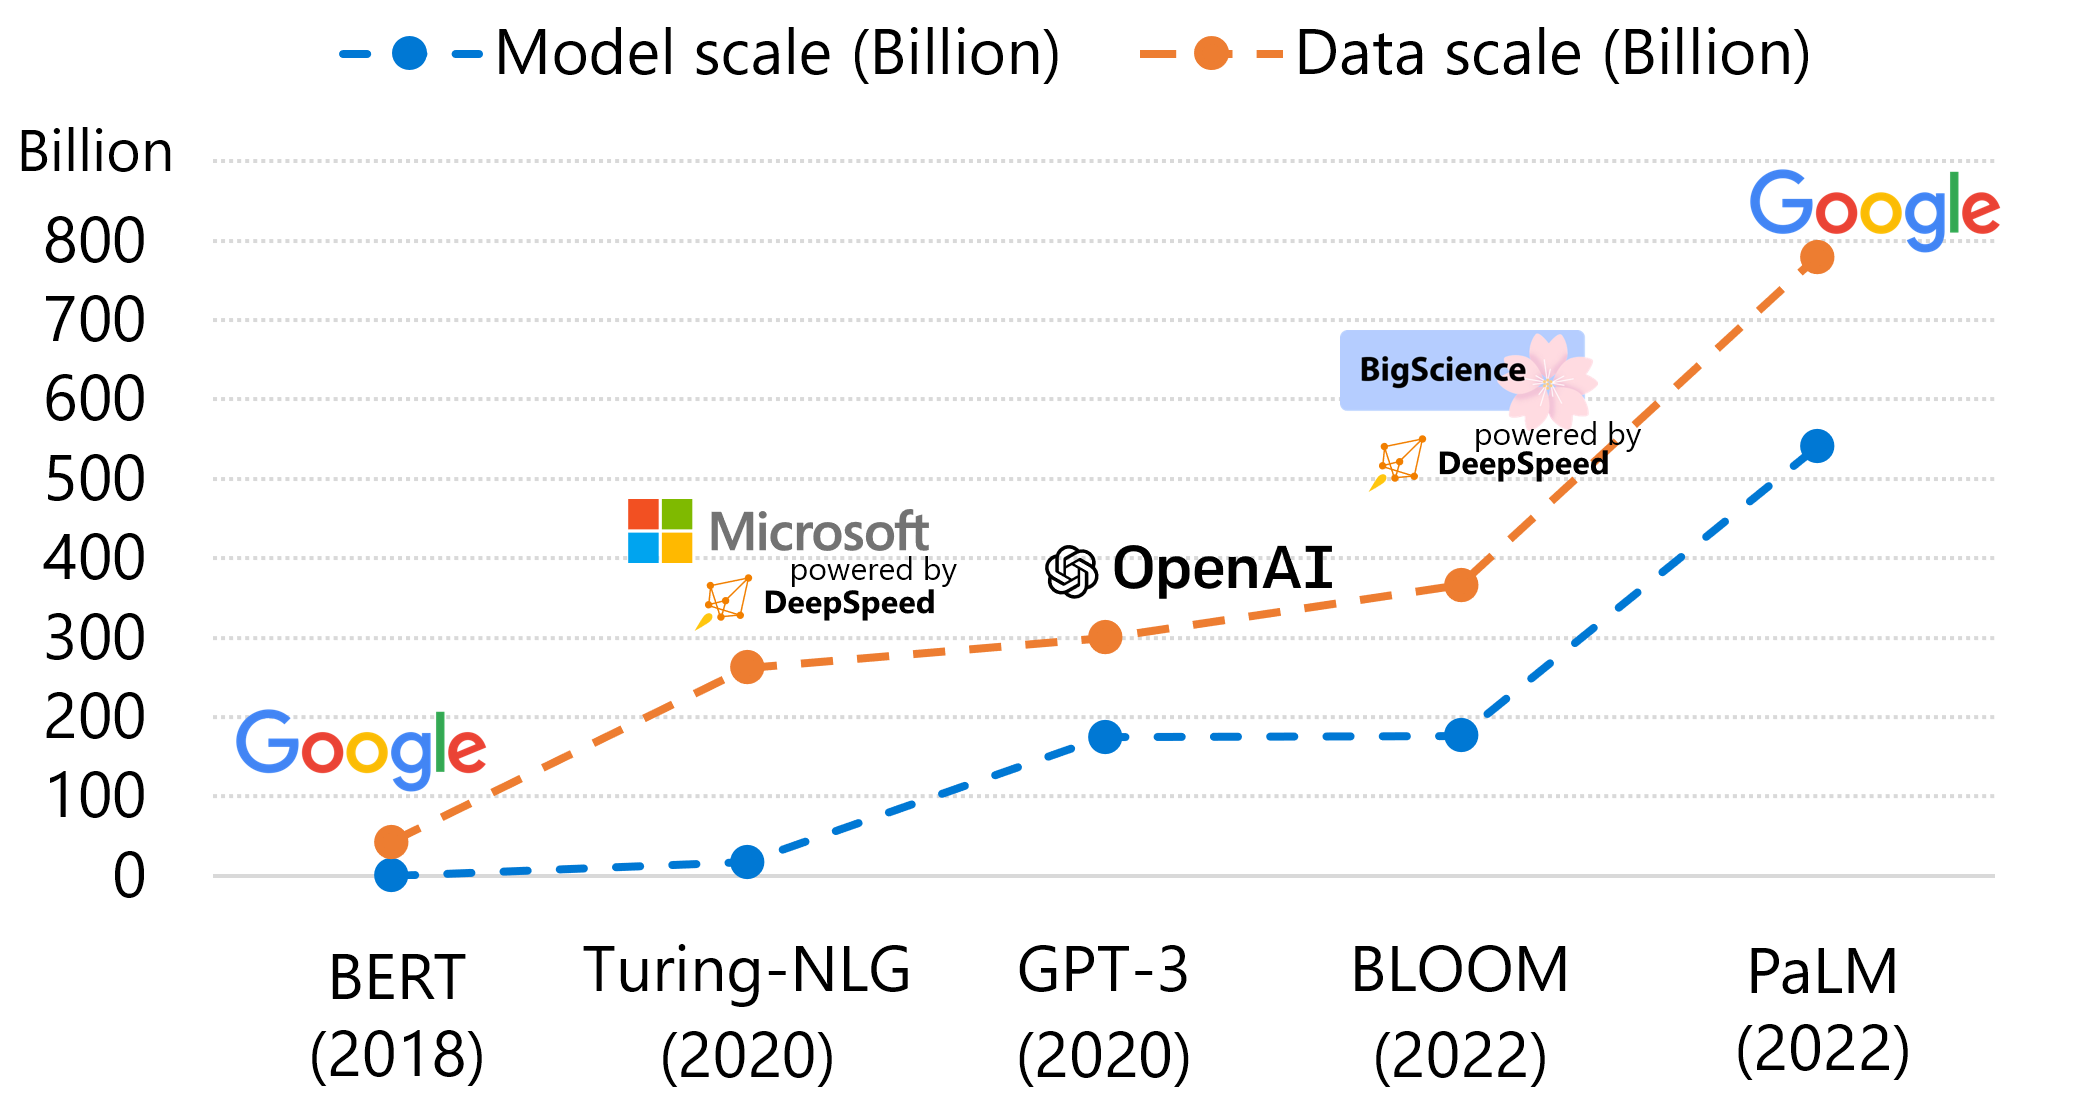 Model scale (Billion) Data scale (Billion)
Billion
800
700
600
500
400
300
200
100
0
Google
BigScience
powered by
DeepSpeed
Microsoft
powered by
DeepSpeed
OpenAI
Google
BERT
(2018)
Turing-NLG
(2020)
GPT-3
(2020)
BLOOM
(2022)
PaLM
(2022)